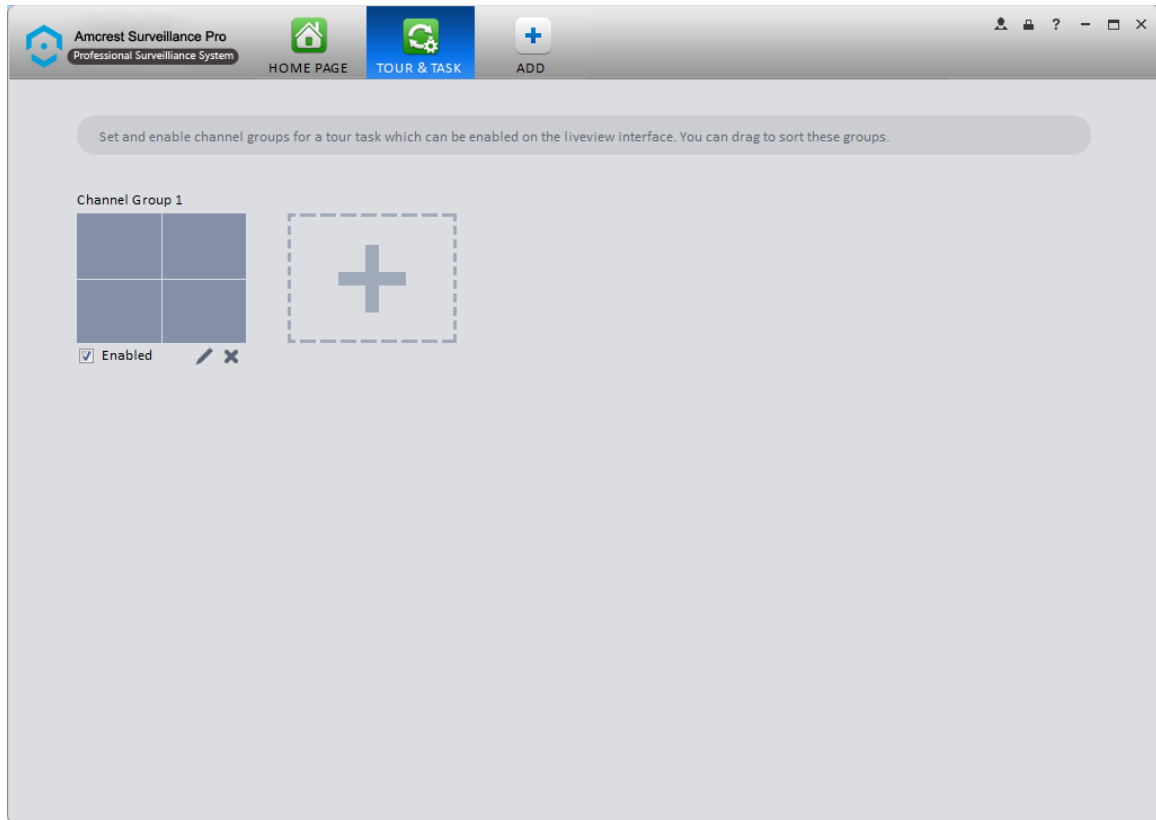 Amcrest Surveillance Pro
Professional Surveilliance System
HOME PAGE
TOUR & TASK
ADD
?
Set and enable channel groups for a tour task which can be enabled on the liveview interface. You can drag to sort these groups.
Channel Group 1
Enabled